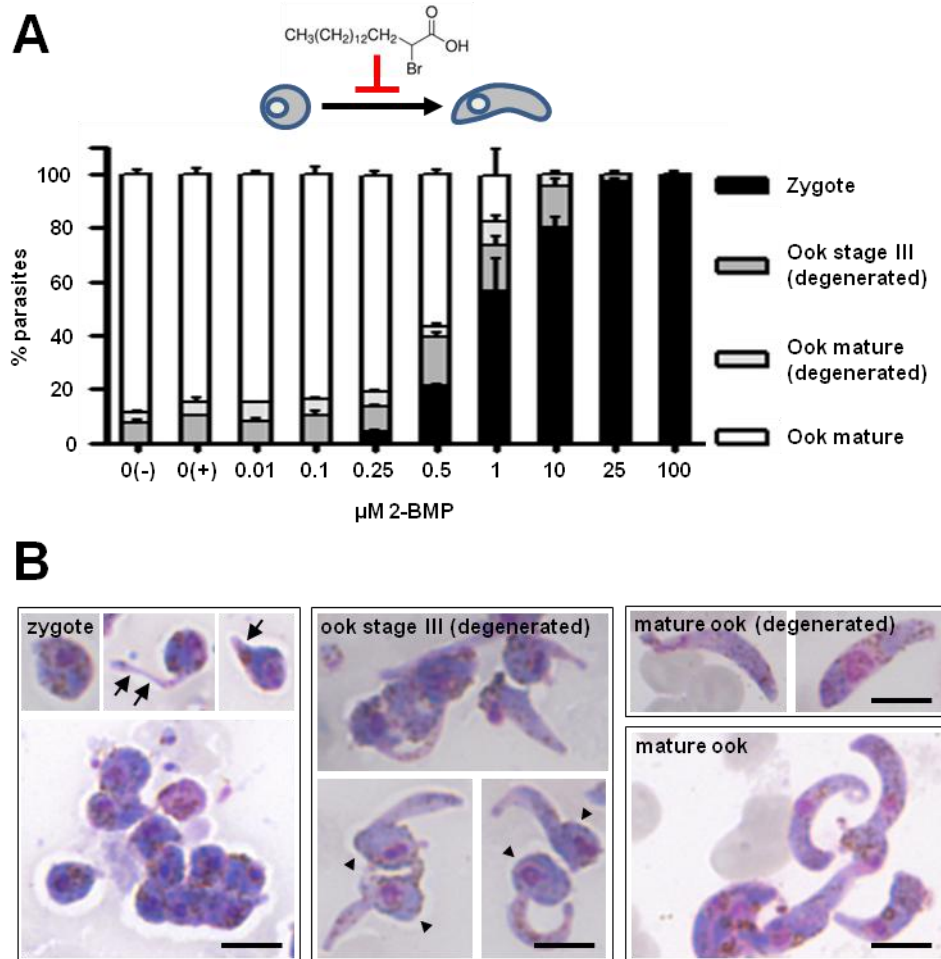 A
CH3(CH2)12CH2
O
OH
Br
100
80
60
40
20
0
% parasites
0(-) 0(+) 0.01 0.1 0.25 0.5 1 10 25 100
µM 2-BMP
Zygote
Ook stage III
(degenerated)
Ook mature
(degenerated)
Ook mature
B
zygote
ook stage III (degenerated)
mature ook (degenerated)
mature ook